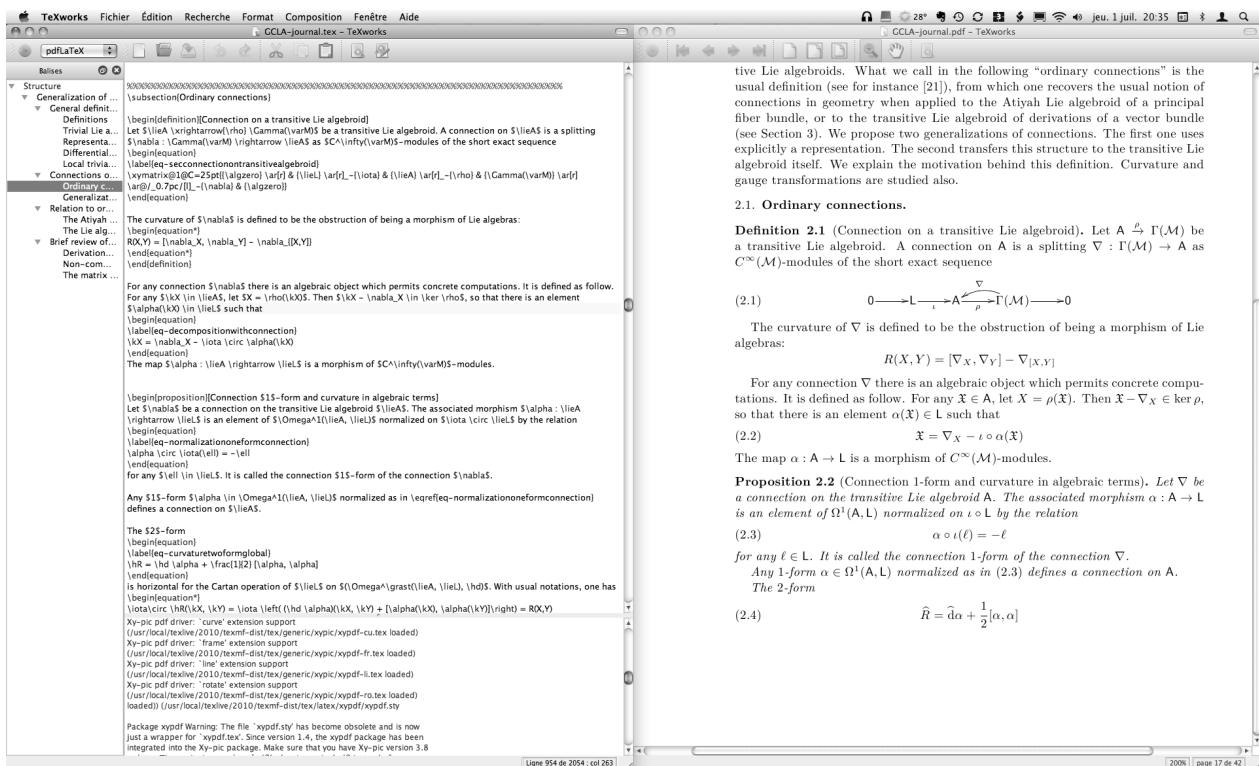 TeXworks Fichier Édition Recherche Format Composition Fenêtre Aide
28° jeu. 1 juil. 20:35
GCLA-journal.tex - TeXworks
pdfLaTeX
Balises
Structure
Generalization of ...
General definit...
Definitions
Trivial Lie a...
Representa...
Differential...
Local trivia...
Connections o...
Ordinary c...
Generalizat...
Relation to or...
The Atiyah ...
The Lie alg...
Brief review of...
Derivation...
Non-com...
The matrix ...
\subsection{Ordinary connections}
\begin{definition}[Connection on a transitive Lie algebroid]
Let $\lieA \xrightarrow{\rho} \Gamma(\varM)$ be a transitive Lie algebroid. A connection on $\lieA$ is a splitting
$\nabla : \Gamma(\varM) \rightarrow \lieA$ as $C^\infty(\varM)$-modules of the short exact sequence
\begin{equation}
\label{eq-secconnectionontransitivealgebroid}
\xymatrix@1@C=25pt{{\algzero} \ar[r] & {\lieL} \ar[r]_-{\iota} & {\lieA} \ar[r]_-{\rho} & {\Gamma(\varM)} \ar[r]
\ar@/_0.7pc/[l]_-{\nabla} & {\algzero}}
\end{equation}
The curvature of $\nabla$ is defined to be the obstruction of being a morphism of Lie algebras:
\begin{equation*}
R(X,Y) = [\nabla_X, \nabla_Y] - \nabla_{[X,Y]}
\end{equation*}
\end{definition}
For any connection $\nabla$ there is an algebraic object which permits concrete computations. It is defined as follow.
For any $\kX \in \lieA$, let $X = \rho(\kX)$. Then $\kX - \nabla_X \in \ker \rho$, so that there is an element
$\alpha(\kX) \in \lieL$ such that
\begin{equation}
\label{eq-decompositionwithconnection}
\kX = \nabla_X - \iota \circ \alpha(\kX)
\end{equation}
The map $\alpha : \lieA \rightarrow \lieL$ is a morphism of $C^\infty(\varM)$-modules.
\begin{proposition}[Connection $1$-form and curvature in algebraic terms]
Let $\nabla$ be a connection on the transitive Lie algebroid $\lieA$. The associated morphism $\alpha : \lieA
\rightarrow \lieL$ is an element of $\Omega^1(\lieA, \lieL)$ normalized on $\iota \circ \lieL$ by the relation
\begin{equation}
\label{eq-normalizationoneformconnection}
\alpha \circ \iota(\ell) = -\ell
\end{equation}
for any $\ell \in \lieL$. It is called the connection $1$-form of the connection $\nabla$.
Any $1$-form $\alpha \in \Omega^1(\lieA, \lieL)$ normalized as in \eqref{eq-normalizationoneformconnection}
defines a connection on $\lieA$.
The $2$-form
\begin{equation}
\label{eq-curvaturetwoformglobal}
\hR = \hd \alpha + \frac{1}{2} [\alpha, \alpha]
\end{equation}
is horizontal for the Cartan operation of $\lieL$ on $(\Omega^\grast(\lieA, \lieL), \hd)$. With usual notations, one has
\begin{equation*}
\iota\circ \hR(\kX, \kY) = \iota \left( (\hd \alpha)(\kX, \kY) + [\alpha(\kX), \alpha(\kY)]\right) = R(X,Y)
Xy-pic pdf driver: `curve' extension support
(/usr/local/texlive/2010/texmf-dist/tex/generic/xypic/xypdf-cu.tex loaded)
Xy-pic pdf driver: `frame' extension support
(/usr/local/texlive/2010/texmf-dist/tex/generic/xypic/xypdf-fr.tex loaded)
Xy-pic pdf driver: `line' extension support
(/usr/local/texlive/2010/texmf-dist/tex/generic/xypic/xypdf-li.tex loaded)
Xy-pic pdf driver: `rotate' extension support
(/usr/local/texlive/2010/texmf-dist/tex/generic/xypic/xypdf-ro.tex loaded)
loaded)) (/usr/local/texlive/2010/texmf-dist/tex/latex/xypdf/xypdf.sty
Package xypdf Warning: The file `xypdf.sty' has become obsolete and is now
just a wrapper for `xypdf.tex'. Since version 1.4, the xypdf package has been
integrated into the Xy-pic package. Make sure that you have Xy-pic version 3.8
Ligne 954 de 2054 ; col 263
GCLA-journal.pdf - TeXworks
tive Lie algebroids. What we call in the following “ordinary connections” is the
usual definition (see for instance [21]), from which one recovers the usual notion of
connections in geometry when applied to the Atiyah Lie algebroid of a principal
fiber bundle, or to the transitive Lie algebroid of derivations of a vector bundle
(see Section 3). We propose two generalizations of connections. The first one uses
explicitly a representation. The second transfers this structure to the transitive Lie
algebroid itself. We explain the motivation behind this definition. Curvature and
gauge transformations are studied also.
2.1. Ordinary connections.
Definition 2.1 (Connection on a transitive Lie algebroid). Let A →ρ Γ(M) be
a transitive Lie algebroid. A connection on A is a splitting ∇ : Γ(M) → A as
C∞(M)-modules of the short exact sequence
(2.1) 0 → L →ι A →ρ Γ(M) → 0 ∇
The curvature of ∇ is defined to be the obstruction of being a morphism of Lie
algebras:
R(X, Y) = [∇X, ∇Y] − ∇[X,Y]
For any connection ∇ there is an algebraic object which permits concrete compu-
tations. It is defined as follow. For any 𝔛 ∈ A, let X = ρ(𝔛). Then 𝔛 − ∇X ∈ ker ρ,
so that there is an element α(𝔛) ∈ L such that
(2.2) 𝔛 = ∇X − ι ∘ α(𝔛)
The map α : A → L is a morphism of C∞(M)-modules.
Proposition 2.2 (Connection 1-form and curvature in algebraic terms). Let ∇ be
a connection on the transitive Lie algebroid A. The associated morphism α : A → L
is an element of Ω¹(A, L) normalized on ι ∘ L by the relation
(2.3) α ∘ ι(ℓ) = −ℓ
for any ℓ ∈ L. It is called the connection 1-form of the connection ∇.
Any 1-form α ∈ Ω¹(A, L) normalized as in (2.3) defines a connection on A.
The 2-form
(2.4) R̂ = d̂α + 1/2[α, α]
200% page 17 de 42